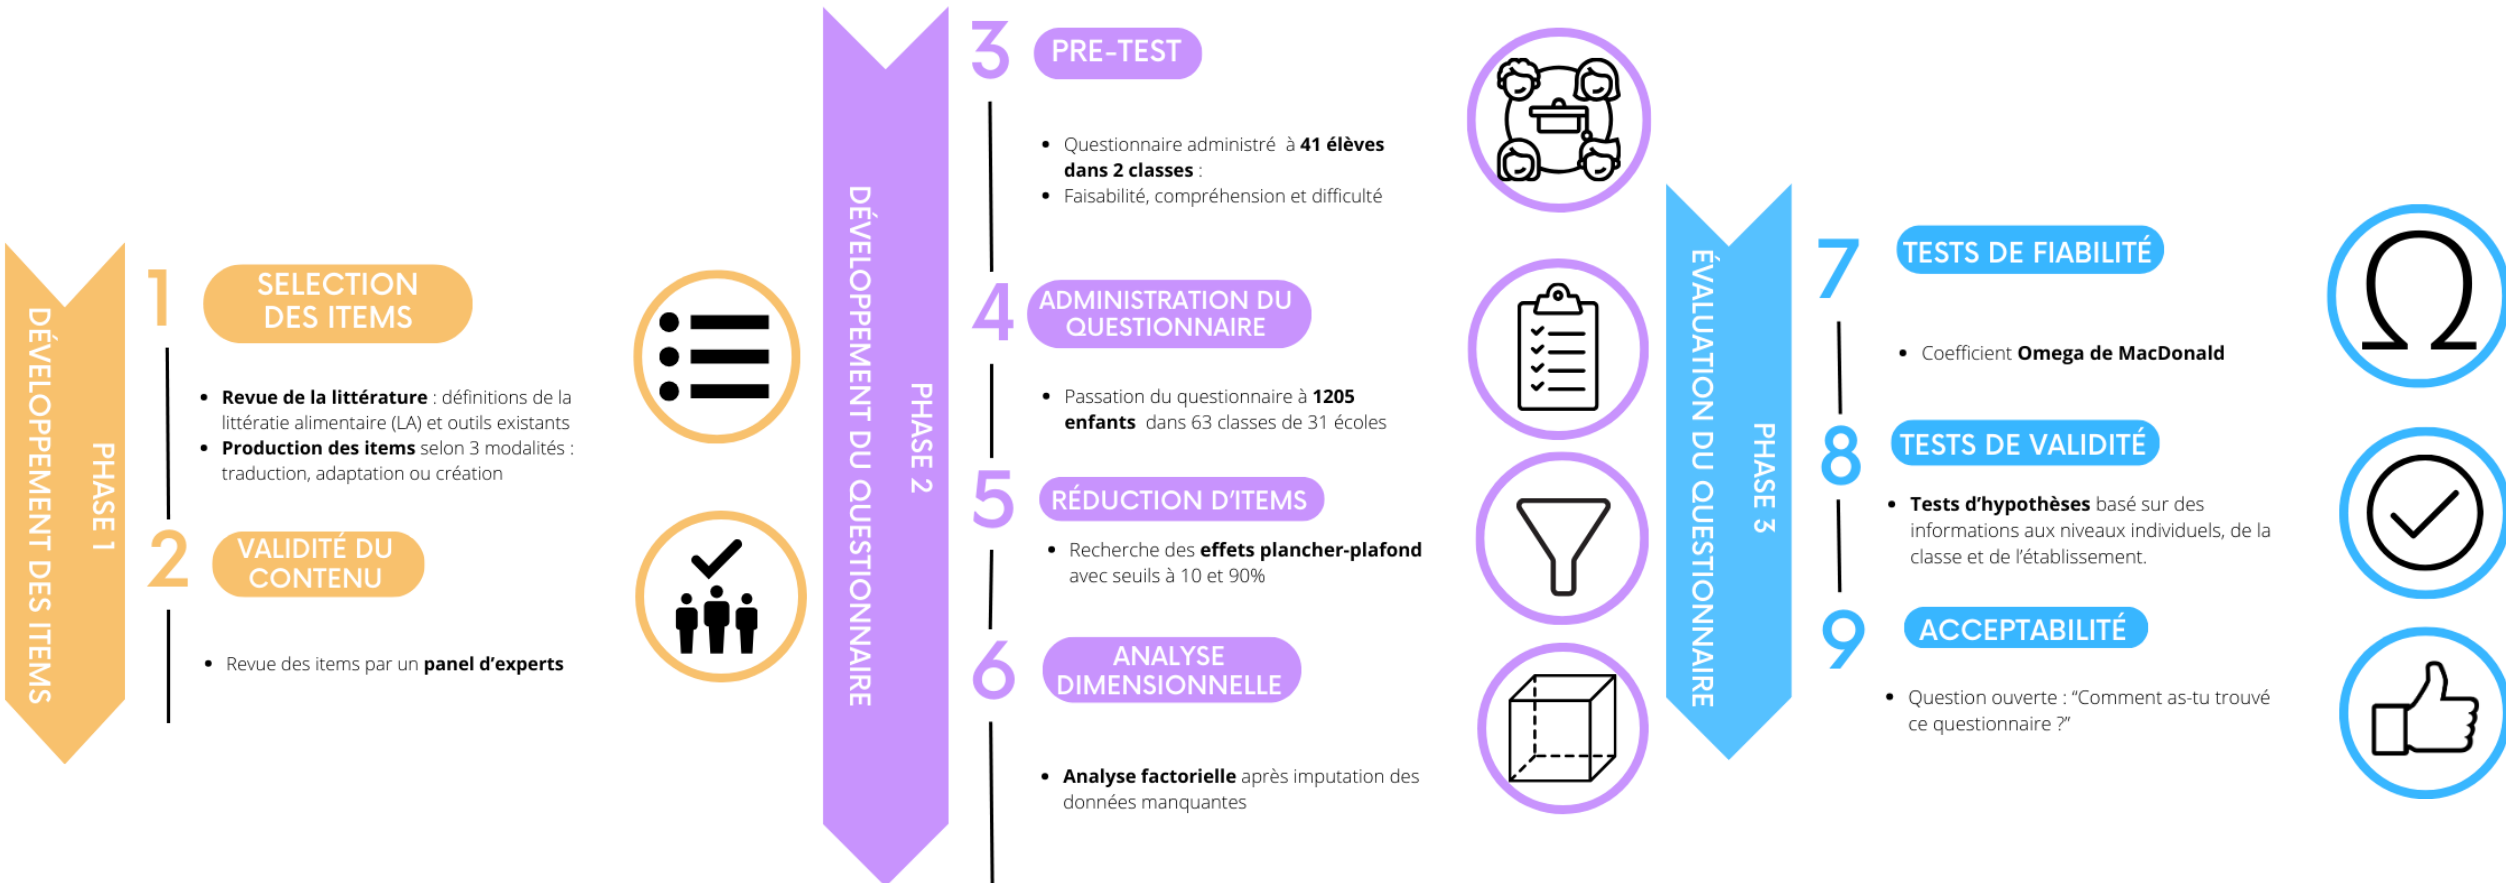 DÉVELOPPEMENT DES ITEMS
PHASE 1
1
SELECTION
DES ITEMS
• Revue de la littérature : définitions de la
littératie alimentaire (LA) et outils existants
• Production des items selon 3 modalités :
traduction, adaptation ou création
2
VALIDITÉ DU
CONTENU
• Revue des items par un panel d'experts
DÉVELOPPEMENT DU QUESTIONNAIRE
PHASE 2
3
PRE-TEST
• Questionnaire administré à 41 élèves
dans 2 classes :
• Faisabilité, compréhension et difficulté
4
ADMINISTRATION DU
QUESTIONNAIRE
• Passation du questionnaire à 1205
enfants dans 63 classes de 31 écoles
5
RÉDUCTION D'ITEMS
• Recherche des effets plancher-plafond
avec seuils à 10 et 90%
6
ANALYSE
DIMENSIONNELLE
• Analyse factorielle après imputation des
données manquantes
ÉVALUATION DU QUESTIONNAIRE
PHASE 3
7
TESTS DE FIABILITÉ
• Coefficient Omega de MacDonald
Ω
8
TESTS DE VALIDITÉ
• Tests d'hypothèses basé sur des
informations aux niveaux individuels, de la
classe et de l'établissement.
9
ACCEPTABILITÉ
• Question ouverte : "Comment as-tu trouvé
ce questionnaire ?"